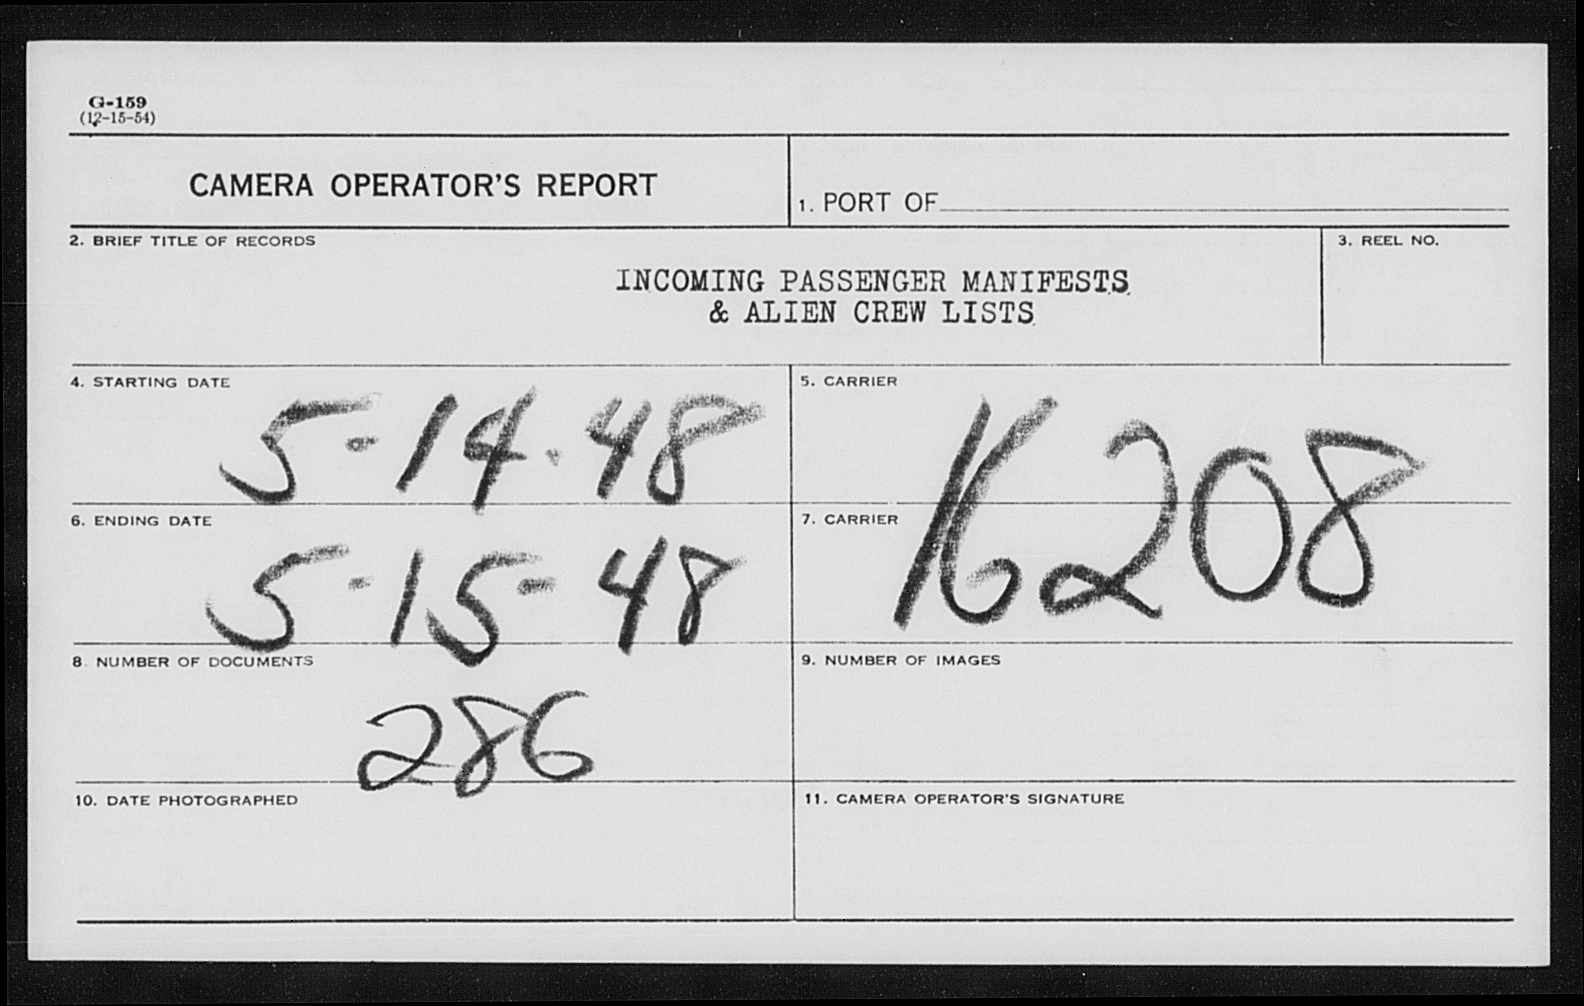 G-159
(12-15-54)
CAMERA OPERATOR'S REPORT
1. PORT OF
2. BRIEF TITLE OF RECORDS
3. REEL NO.
INCOMING PASSENGER MANIFESTS
& ALIEN CREW LISTS
4. STARTING DATE
5-14-48
5. CARRIER
16208
6. ENDING DATE
5-15-48
7. CARRIER
8. NUMBER OF DOCUMENTS
286
9. NUMBER OF IMAGES
10. DATE PHOTOGRAPHED
11. CAMERA OPERATOR'S SIGNATURE